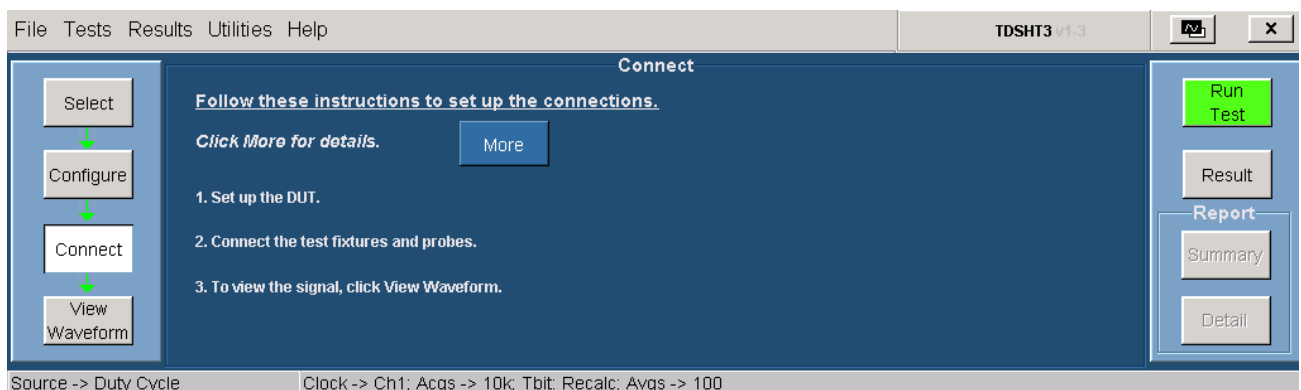 File Tests Results Utilities Help
TDSHT3 v1-3
x
Connect
Select
Configure
Connect
View
Waveform
Follow these instructions to set up the connections.
Click More for details.
More
1. Set up the DUT.
2. Connect the test fixtures and probes.
3. To view the signal, click View Waveform.
Run
Test
Result
Report
Summary
Detail
Source -> Duty Cycle
Clock -> Ch1; Acqs -> 10k; Tbit: Recalc; Avgs -> 100